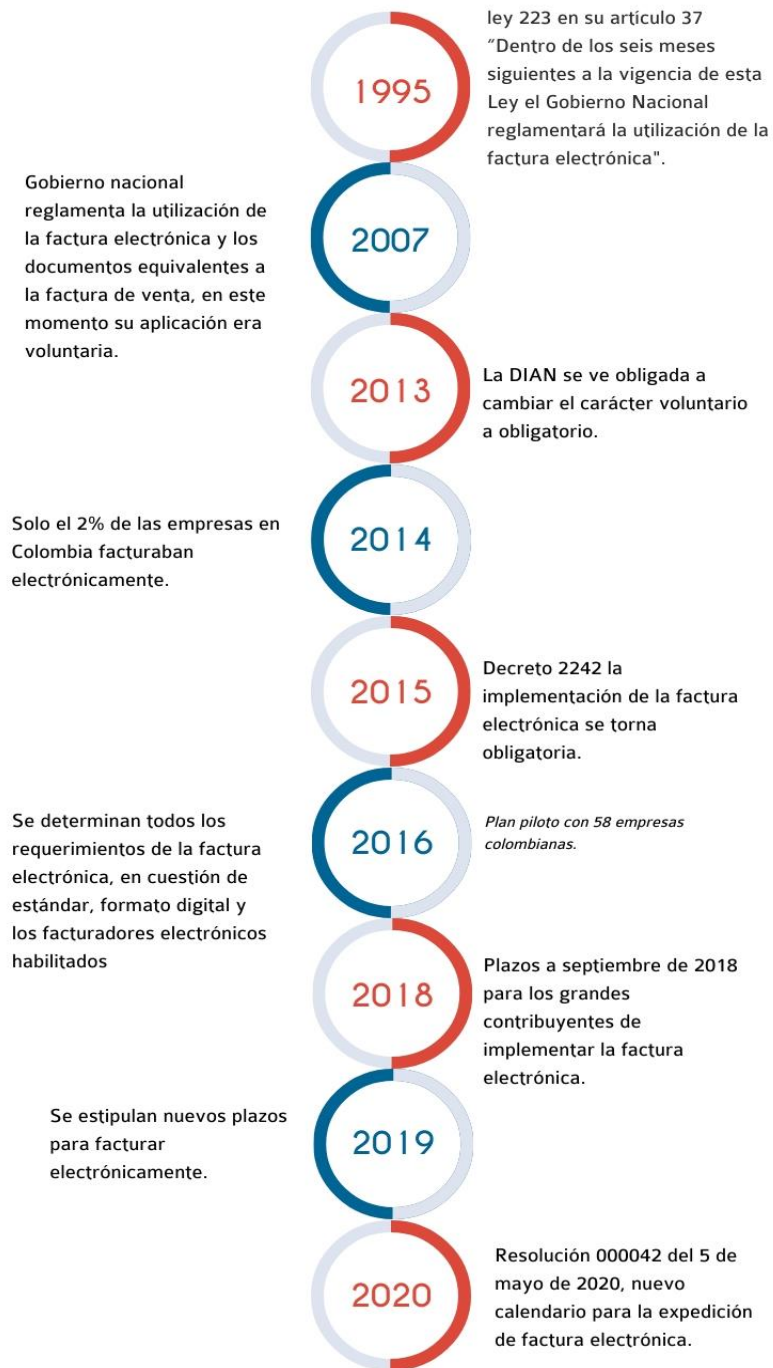 ley 223 en su artículo 37
"Dentro de los seis meses
siguientes a la vigencia de esta
Ley el Gobierno Nacional
reglamentará la utilización de la
factura electrónica".
1995
Gobierno nacional
reglamenta la utilización de
la factura electrónica y los
documentos equivalentes a
la factura de venta, en este
momento su aplicación era
voluntaria.
2007
2013
La DIAN se ve obligada a
cambiar el carácter voluntario
a obligatorio.
Solo el 2% de las empresas en
Colombia facturaban
electrónicamente.
2014
2015
Decreto 2242 la
implementación de la factura
electrónica se torna
obligatoria.
Se determinan todos los
requerimientos de la factura
electrónica, en cuestión de
estándar, formato digital y
los facturadores electrónicos
habilitados
2016
Plan piloto con 58 empresas
colombianas.
2018
Plazos a septiembre de 2018
para los grandes
contribuyentes de
implementar la factura
electrónica.
Se estipulan nuevos plazos
para facturar
electrónicamente.
2019
2020
Resolución 000042 del 5 de
mayo de 2020, nuevo
calendario para la expedición
de factura electrónica.